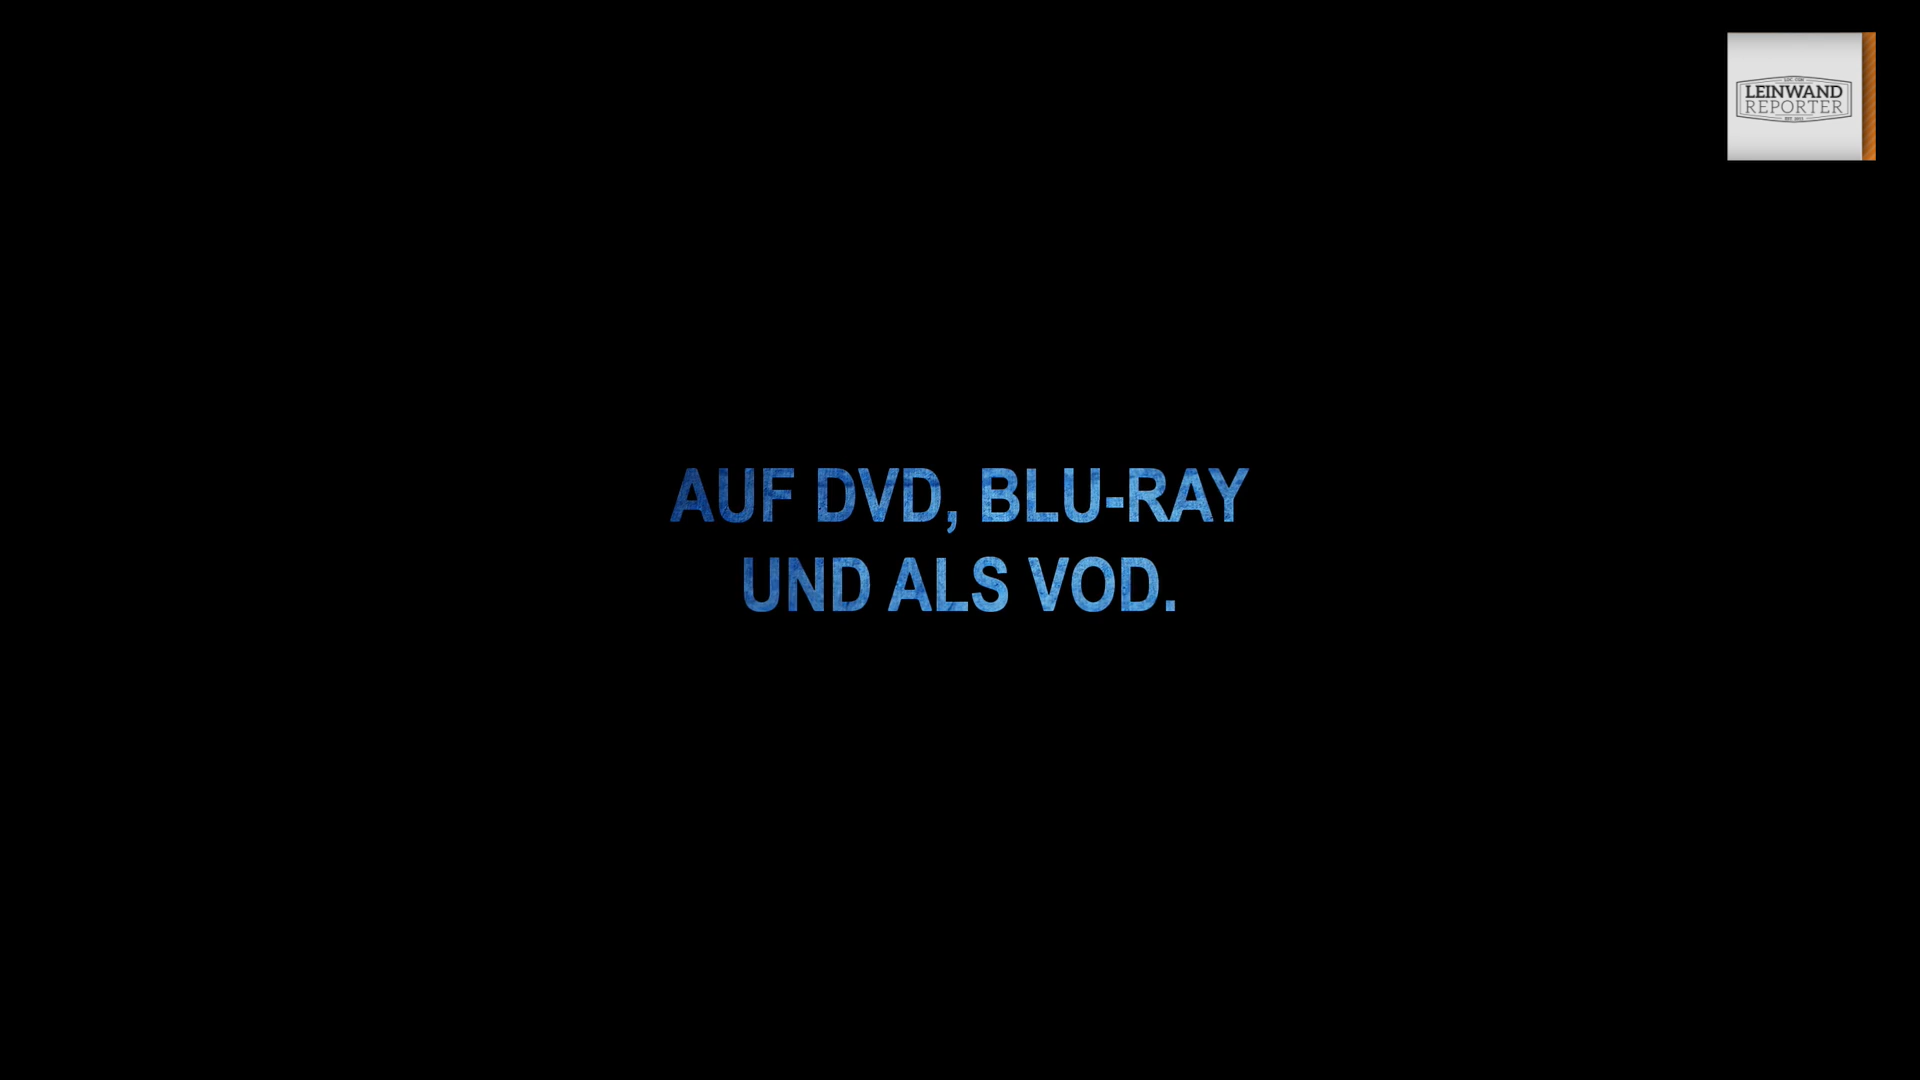 LEINWAND
REPORTER
AUF DVD, BLU-RAY
UND ALS VOD.